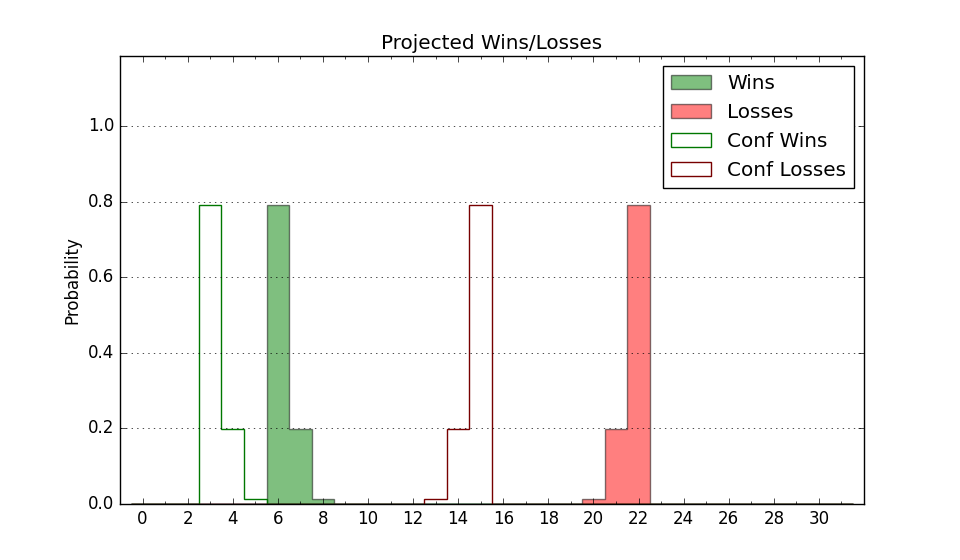 Projected Wins/Losses
Wins
Losses
Conf Wins
Conf Losses
Probability
1.0
0.8
0.6
0.4
0.2
0.0
0 2 4 6 8 10 12 14 16 18 20 22 24 26 28 30